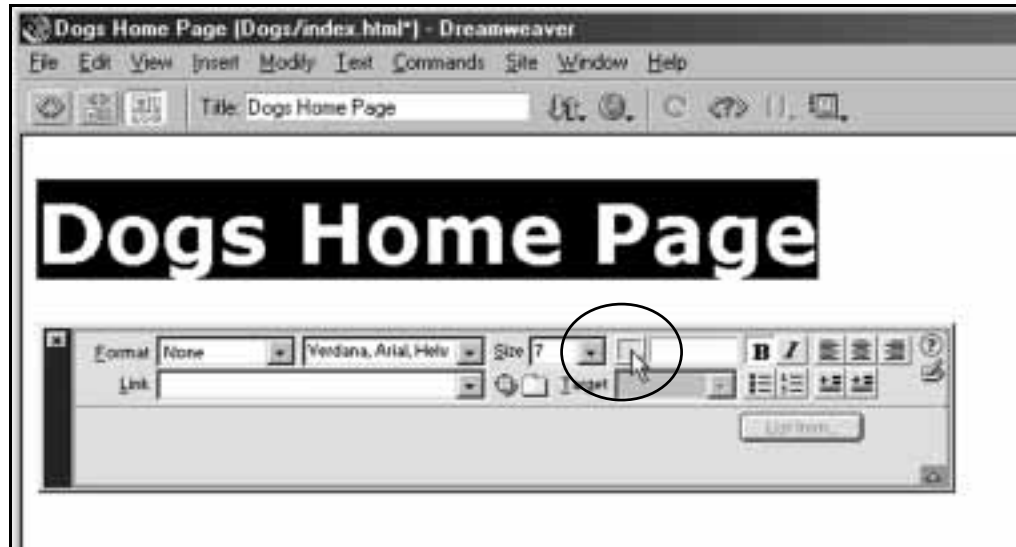 Dogs Home Page (Dogs/index.html*) - Dreamweaver
File Edit View Insert Modify Text Commands Site Window Help
Title: Dogs Home Page
Dogs Home Page
Format None Verdana, Arial, Helv Size 7 B I
Link Target
List Item...